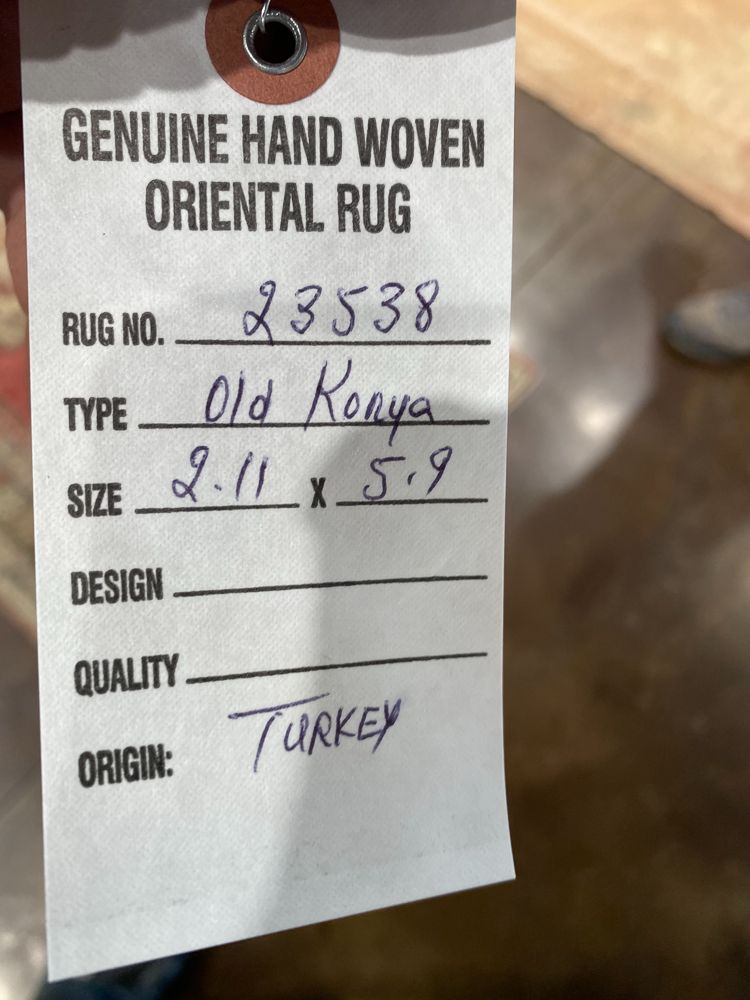 GENUINE HAND WOVEN
ORIENTAL RUG
RUG NO. 23538
TYPE Old Konya
SIZE 2.11 x 5.9
DESIGN
QUALITY
ORIGIN: TURKEY